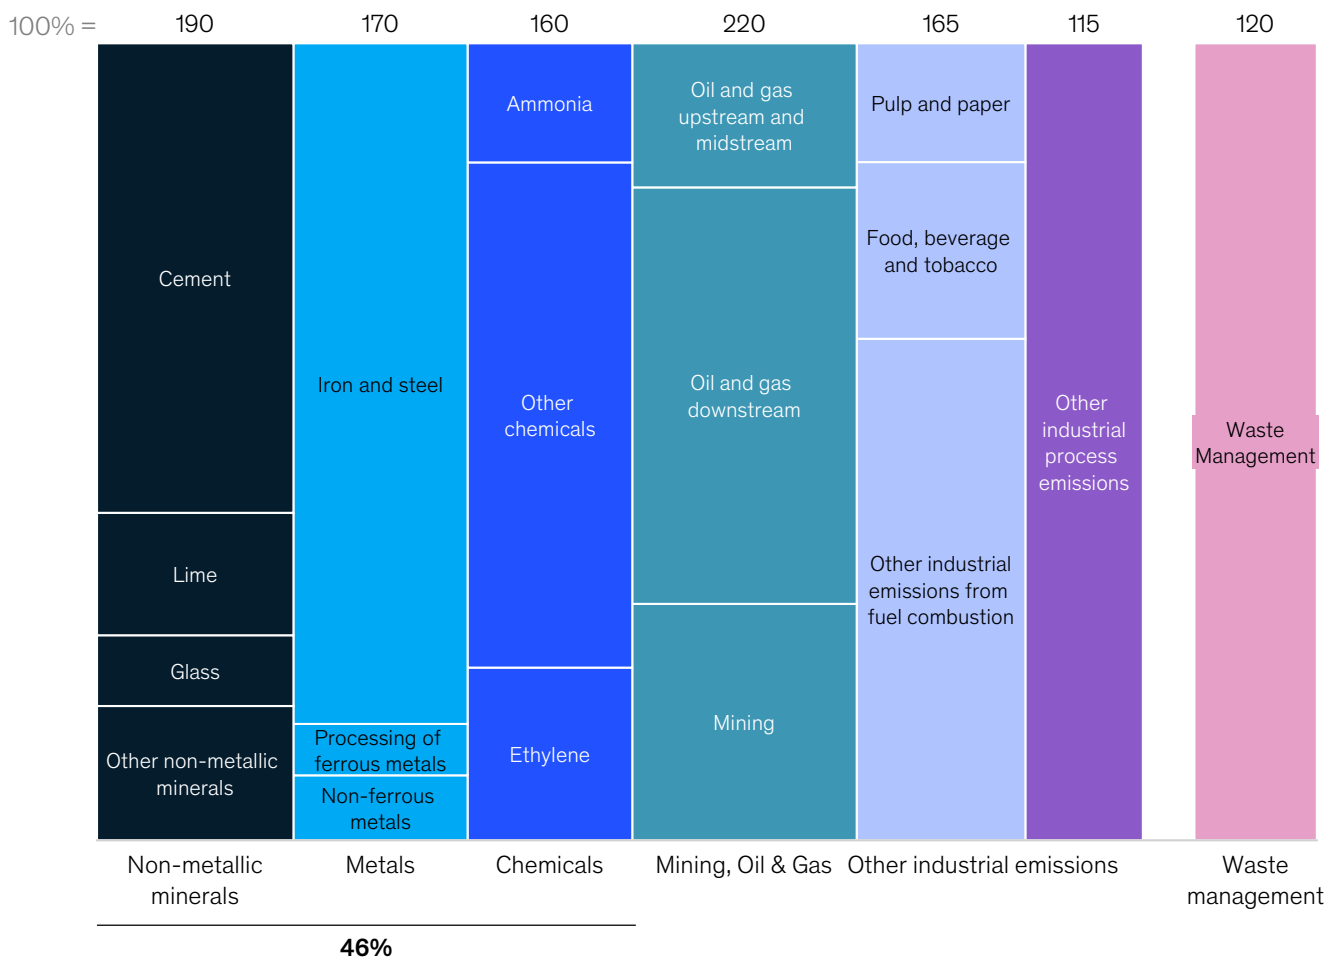 100% =
190
170
160
220
165
115
120
Cement
Lime
Glass
Other non-metallic
minerals
Iron and steel
Processing of
ferrous metals
Non-ferrous
metals
Ammonia
Other
chemicals
Ethylene
Oil and gas
upstream and
midstream
Oil and gas
downstream
Mining
Pulp and paper
Food, beverage
and tobacco
Other industrial
emissions from
fuel combustion
Other
industrial
process
emissions
Waste
Management
Non-metallic
minerals
Metals
Chemicals
Mining, Oil & Gas
Other industrial emissions
Waste
management
46%